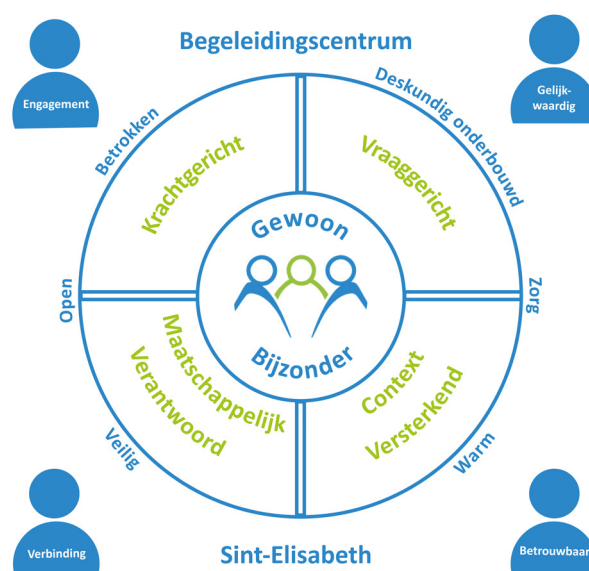 Begeleidingscentrum
Engagement
Gelijk-
waardig
Betrokken
Deskundig onderbouwd
Krachtgericht
Vraaggericht
Gewoon
Bijzonder
Open
Zorg
Maatschappelijk
Verantwoord
Context
Versterkend
Veilig
Warm
Verbinding
Betrouwbaar
Sint-Elisabeth